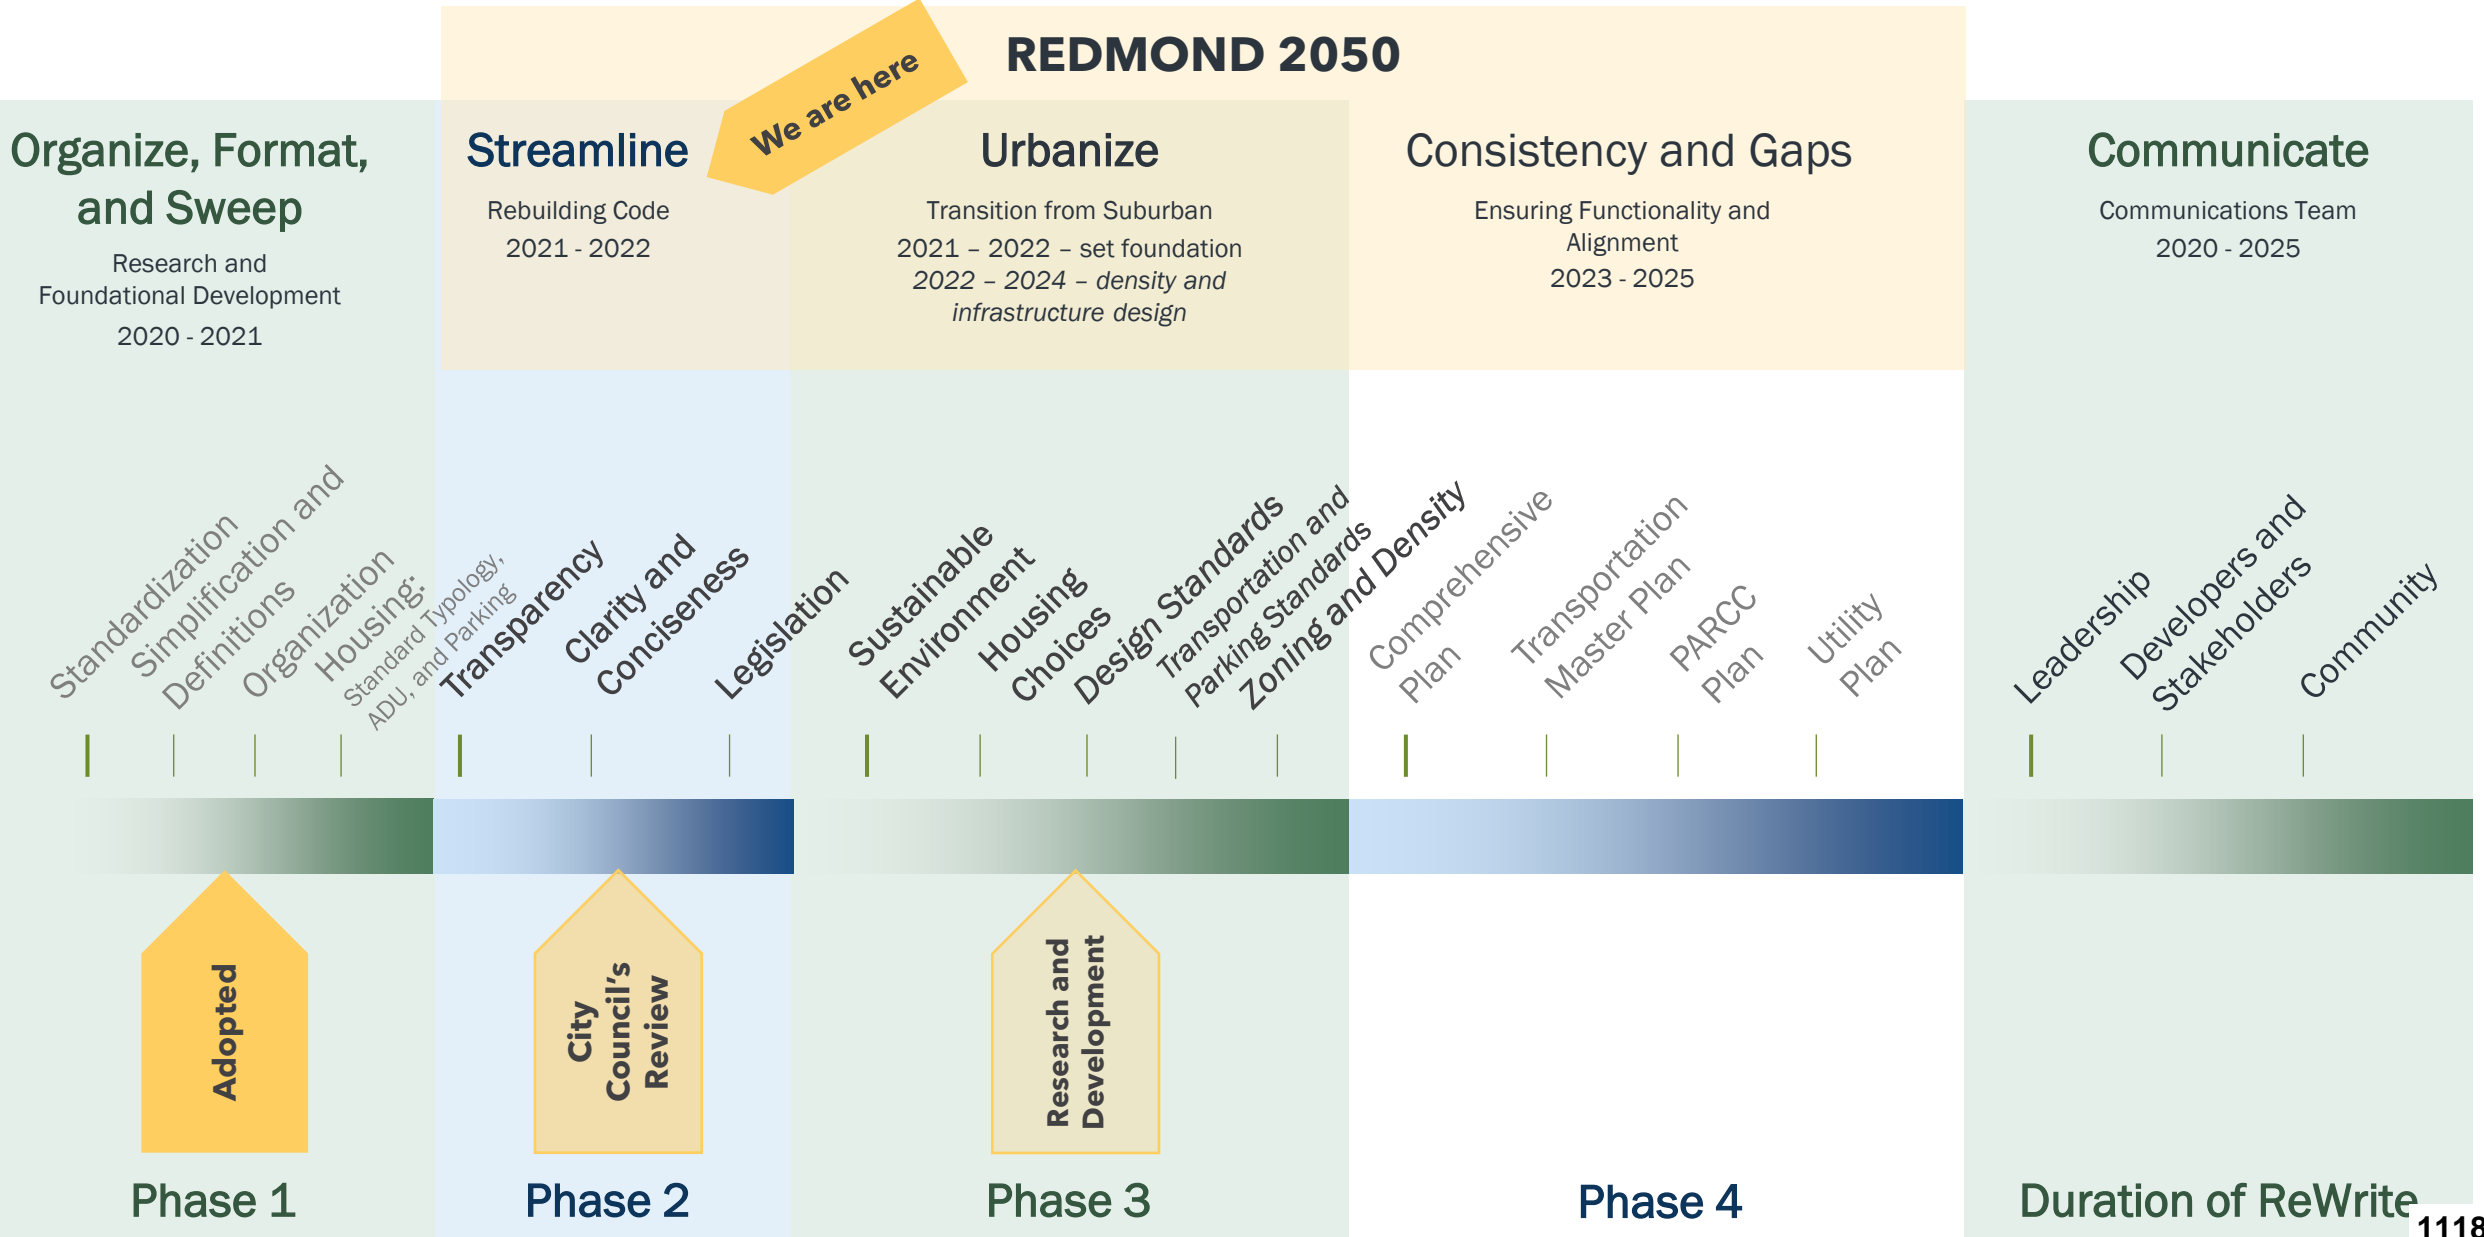 REDMOND 2050
We are here
Organize, Format,
and Sweep
Research and
Foundational Development
2020 - 2021
Streamline
Rebuilding Code
2021 - 2022
Urbanize
Transition from Suburban
2021 – 2022 – set foundation
2022 – 2024 – density and
infrastructure design
Consistency and Gaps
Ensuring Functionality and
Alignment
2023 - 2025
Communicate
Communications Team
2020 - 2025
Standardization
Simplification and
Definitions
Organization
Housing:
Standard Typology,
ADU, and Parking
Transparency
Clarity and
Conciseness
Legislation
Sustainable
Environment
Housing
Choices
Design Standards
Transportation and
Parking Standards
Zoning and Density
Comprehensive
Plan
Transportation
Master Plan
PARCC
Plan
Utility
Plan
Leadership
Developers and
Stakeholders
Community
Adopted
City
Council's
Review
Research and
Development
Phase 1
Phase 2
Phase 3
Phase 4
Duration of ReWrite
1118